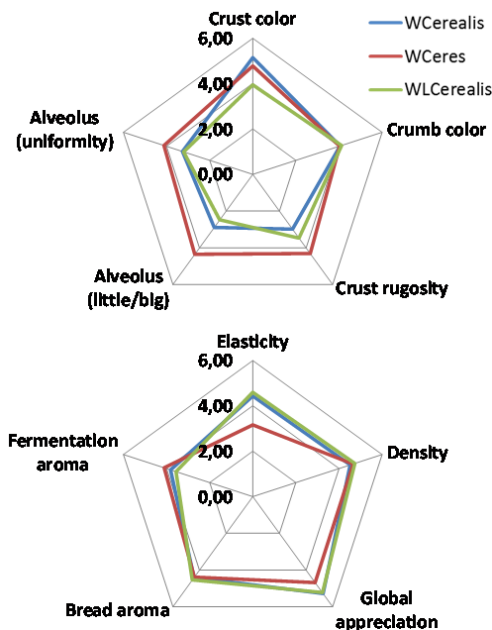 Crust color
6,00
WCerealis
WCeres
WLCerealis
4,00
Alveolus
(uniformity)
Crumb color
2,00
0,00
Alveolus
(little/big)
Crust rugosity
Elasticity
6,00
4,00
Fermentation
aroma
Density
2,00
0,00
Bread aroma
Global
appreciation